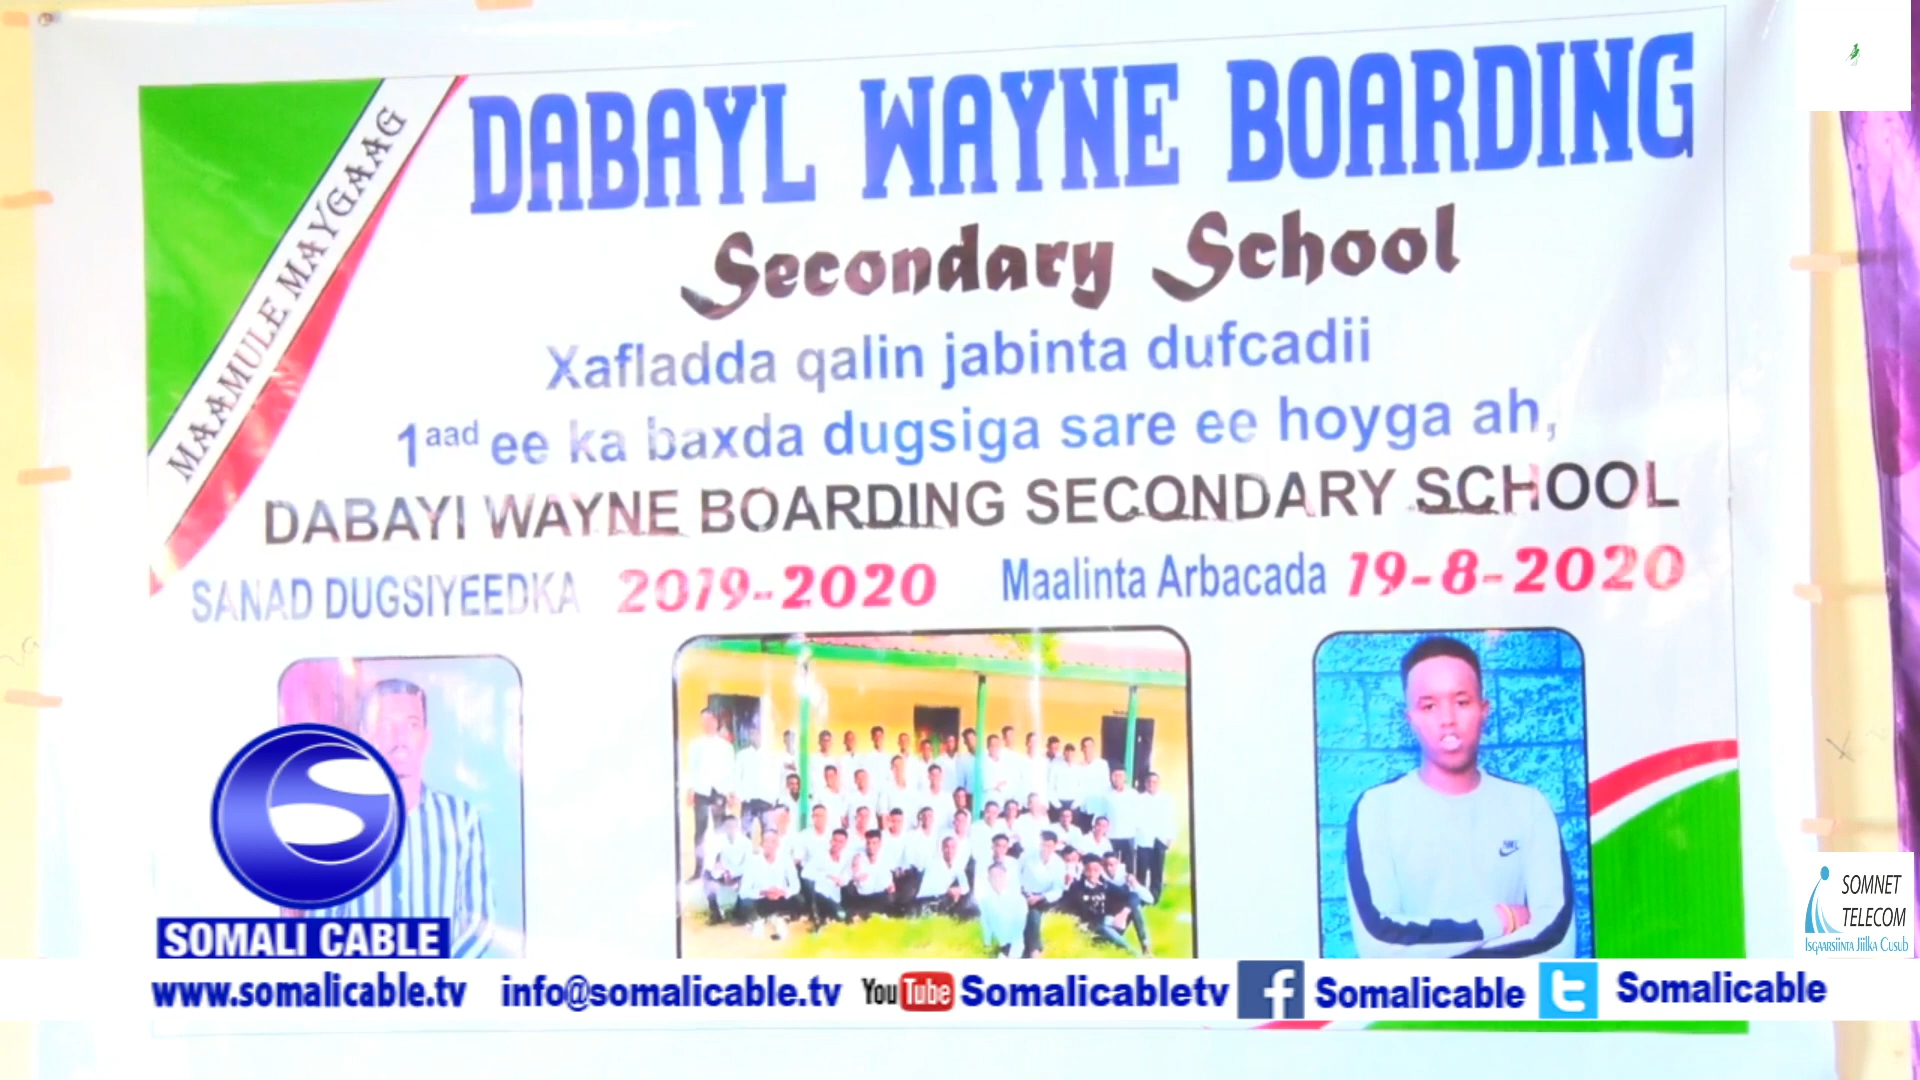 MAAMULE MAYGAAG
DABAYL WAYNE BOARDING
Secondary School
Xafladda qalin jabinta dufcadii
1aad ee ka baxda dugsiga sare ee hoyga ah,
DABAYI WAYNE BOARDING SECONDARY SCHOOL
SANAD DUGSIYEEDKA 2019-2020 Maalinta Arbacada 19-8-2020
SOMALI CABLE
SOMNET
TELECOM
ISGAARSIINTA JIILKA CUSUB
www.somalicable.tv info@somalicable.tv YouTube Somalicabletv f Somalicable t Somalicable